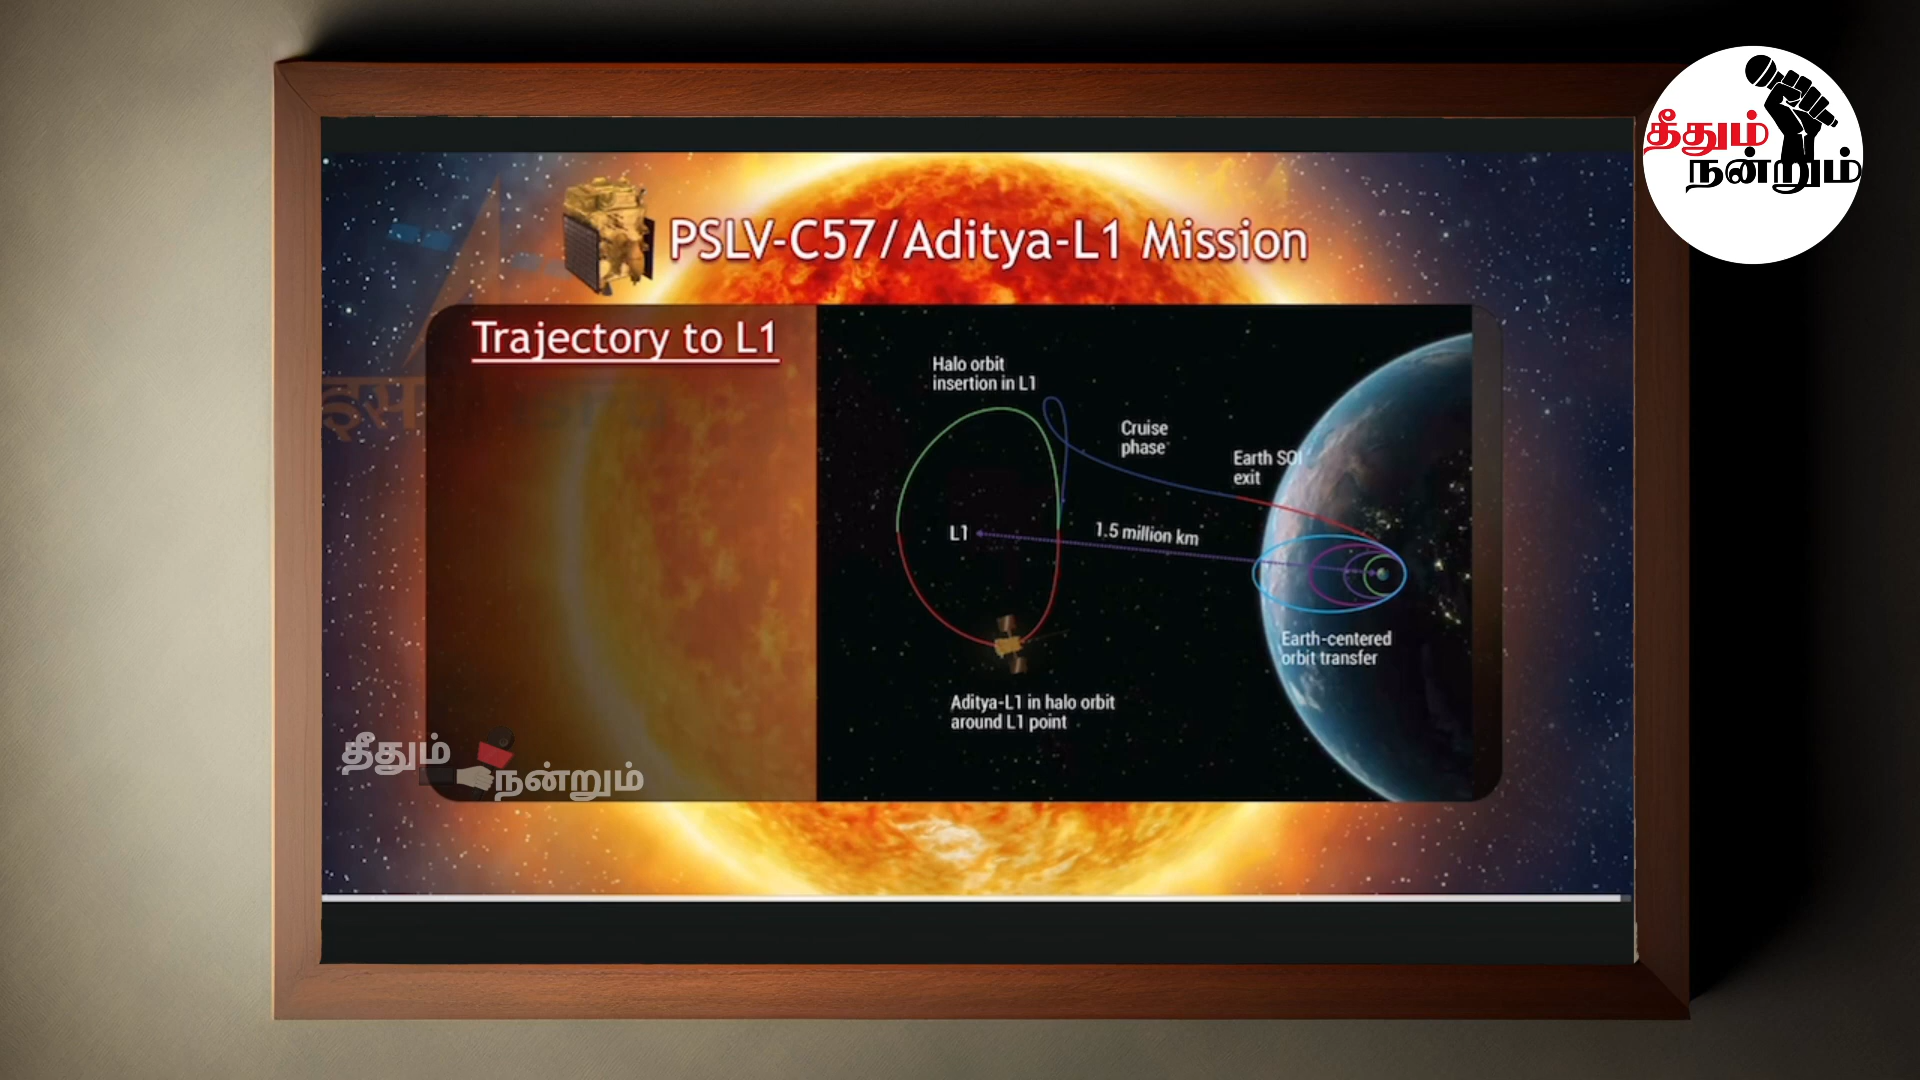 தீதும்
நன்றும்
PSLV-C57/Aditya-L1 Mission
Trajectory to L1
Halo orbit
insertion in L1
Cruise
phase
Earth SOI
exit
L1
1.5 million km
Earth-centered
orbit transfer
Aditya-L1 in halo orbit
around L1 point
தீதும்
நன்றும்